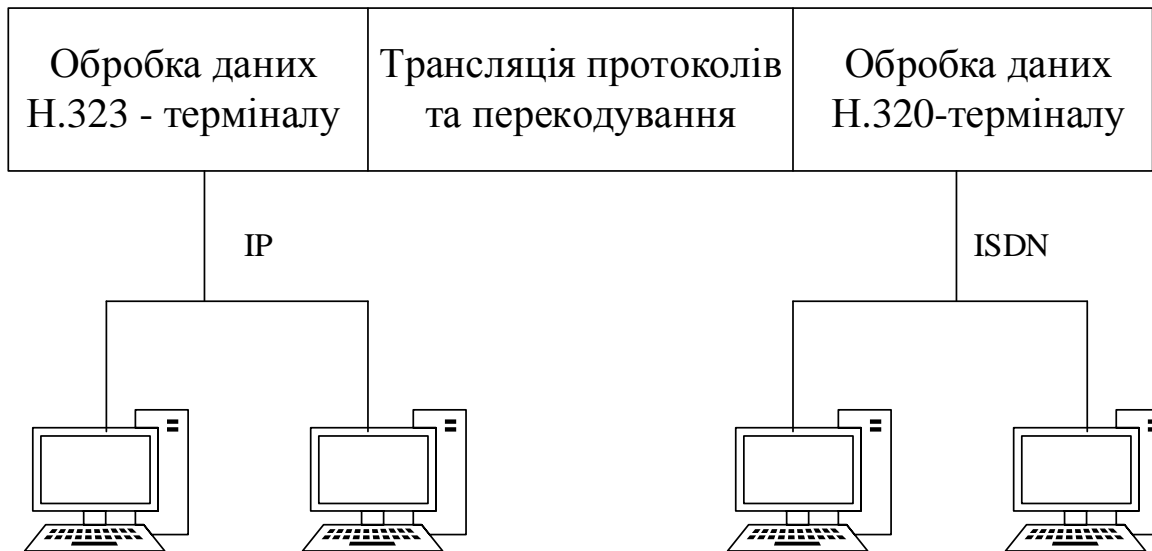 Обробка даних
Н.323 - терміналу
Трансляція протоколів
та перекодування
Обробка даних
Н.320-терміналу
IP
ISDN